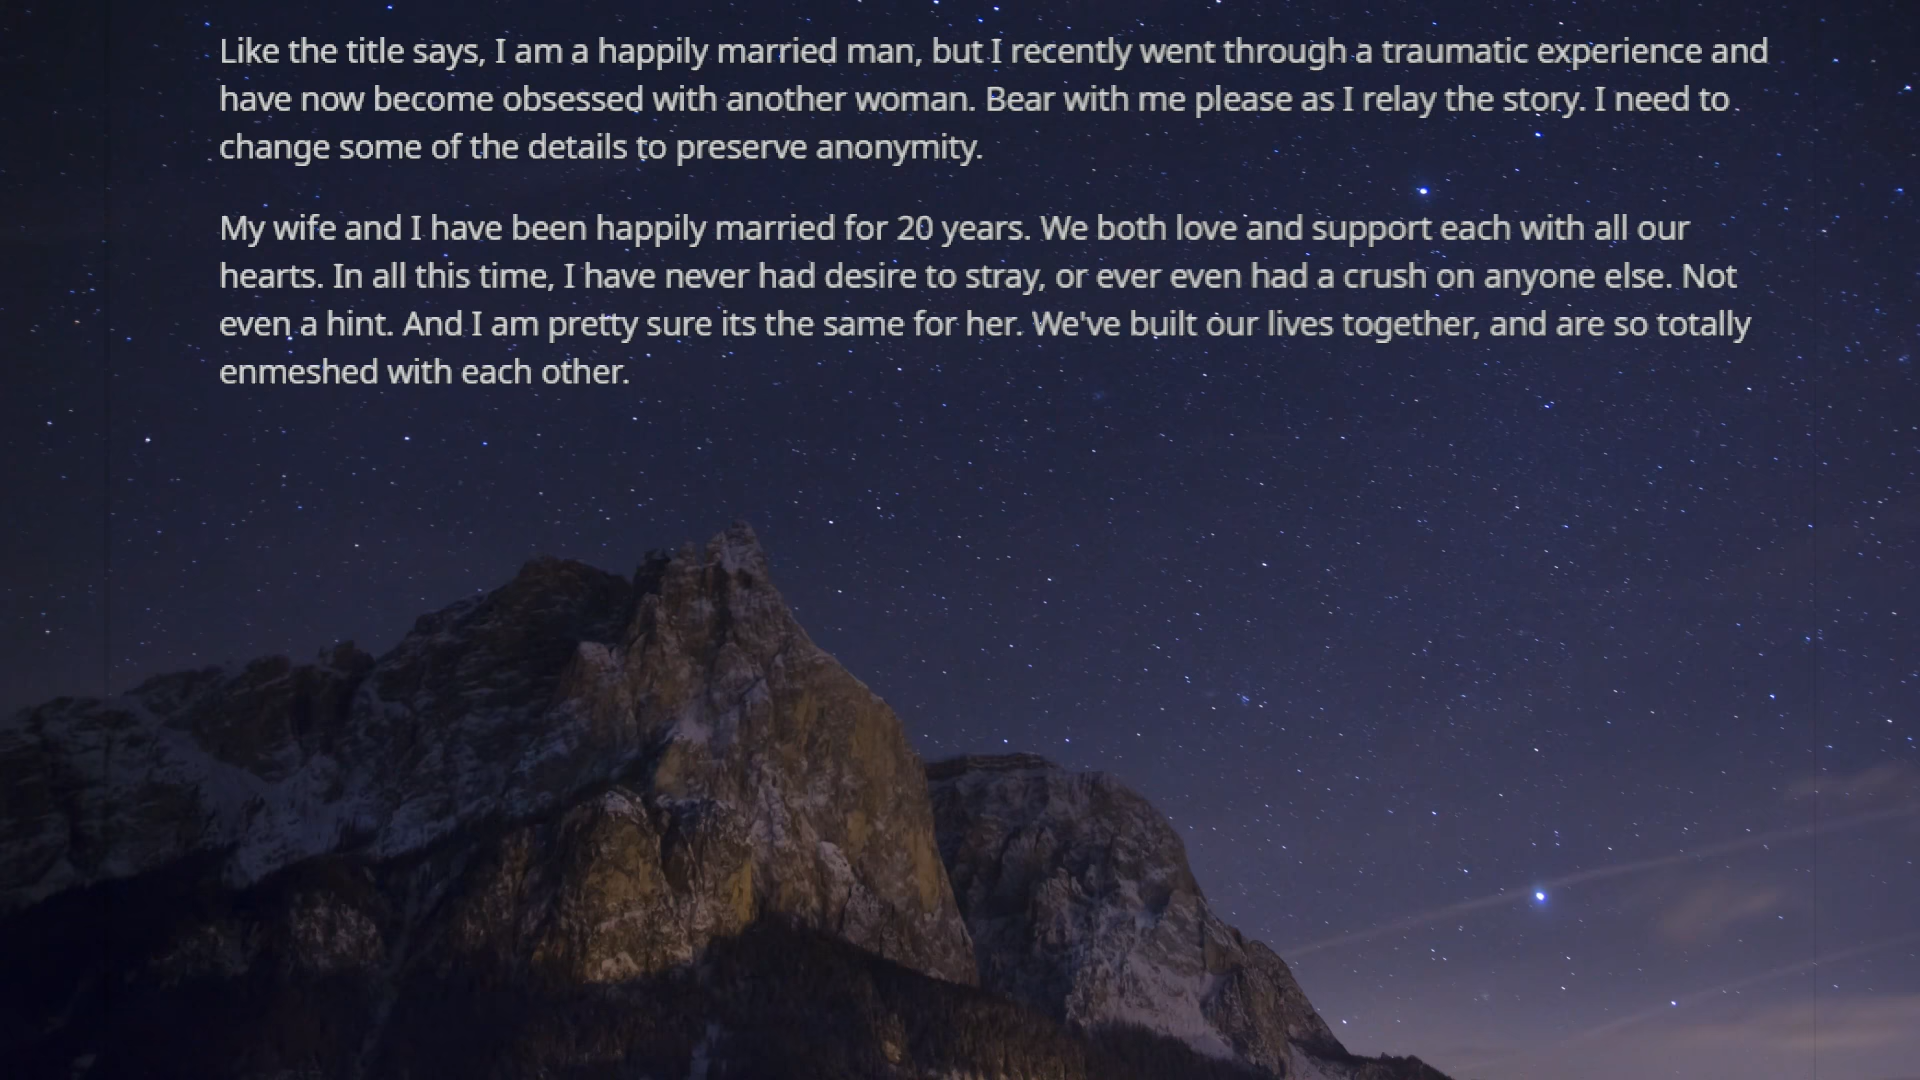 Like the title says, I am a happily married man, but I recently went through a traumatic experience and
have now become obsessed with another woman. Bear with me please as I relay the story. I need to
change some of the details to preserve anonymity.
My wife and I have been happily married for 20 years. We both love and support each with all our
hearts. In all this time, I have never had desire to stray, or ever even had a crush on anyone else. Not
even a hint. And I am pretty sure its the same for her. We've built our lives together, and are so totally
enmeshed with each other.